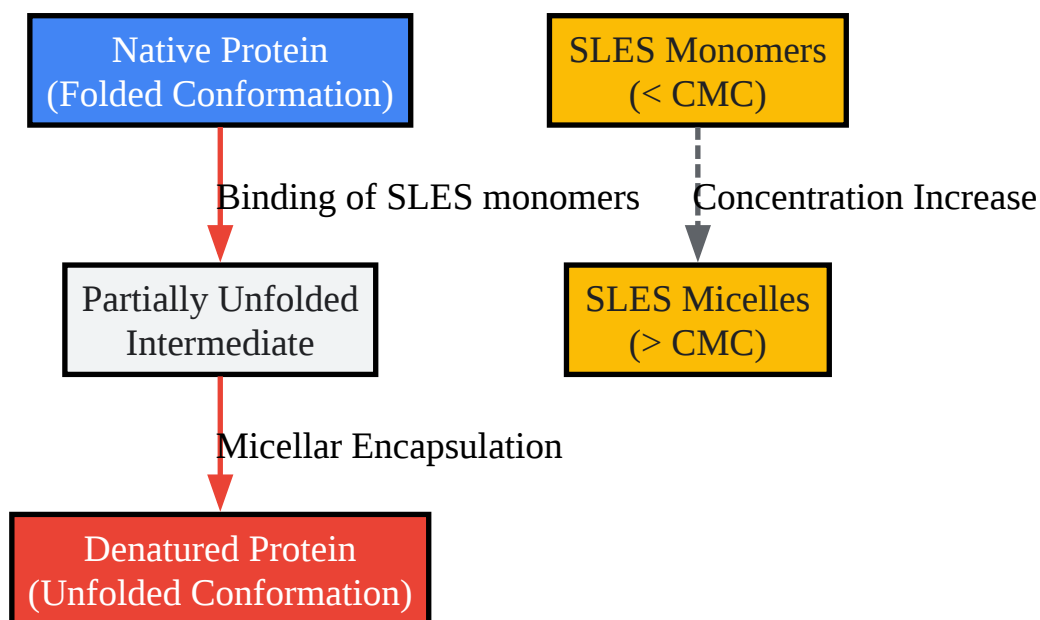 Native Protein
(Folded Conformation)
SLES Monomers
(< CMC)
Binding of SLES monomers
Concentration Increase
Partially Unfolded
Intermediate
SLES Micelles
(> CMC)
Micellar Encapsulation
Denatured Protein
(Unfolded Conformation)